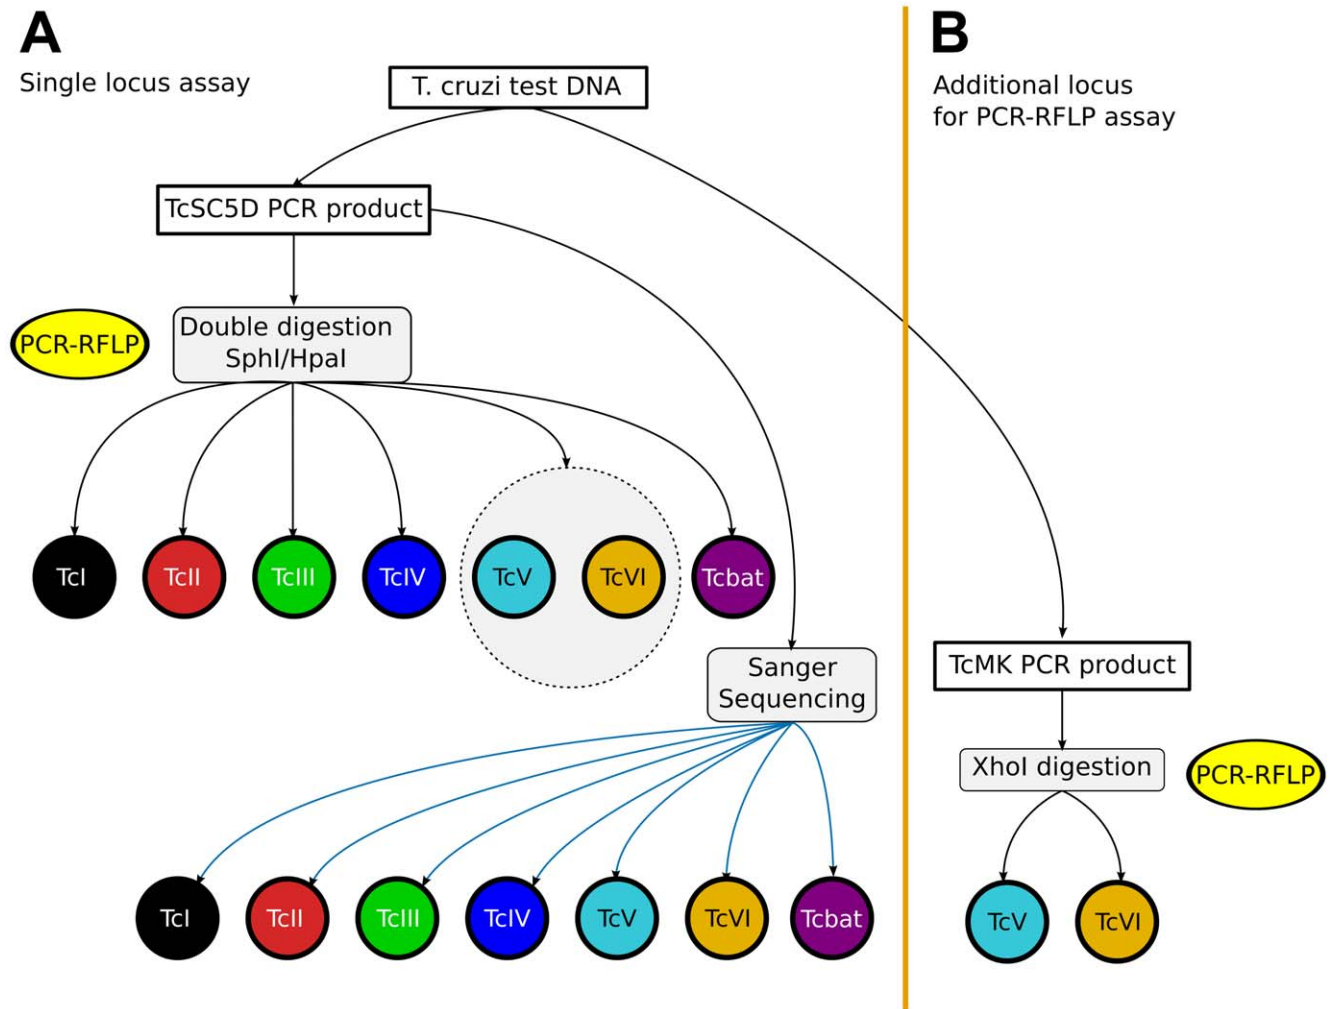 A
Single locus assay
T. cruzi test DNA
TcSC5D PCR product
PCR-RFLP
Double digestion
SphI/HpaI
TcI
TcII
TcIII
TcIV
TcV
TcVI
Tcbat
Sanger
Sequencing
TcI
TcII
TcIII
TcIV
TcV
TcVI
Tcbat
B
Additional locus
for PCR-RFLP assay
TcMK PCR product
XhoI digestion
PCR-RFLP
TcV
TcVI